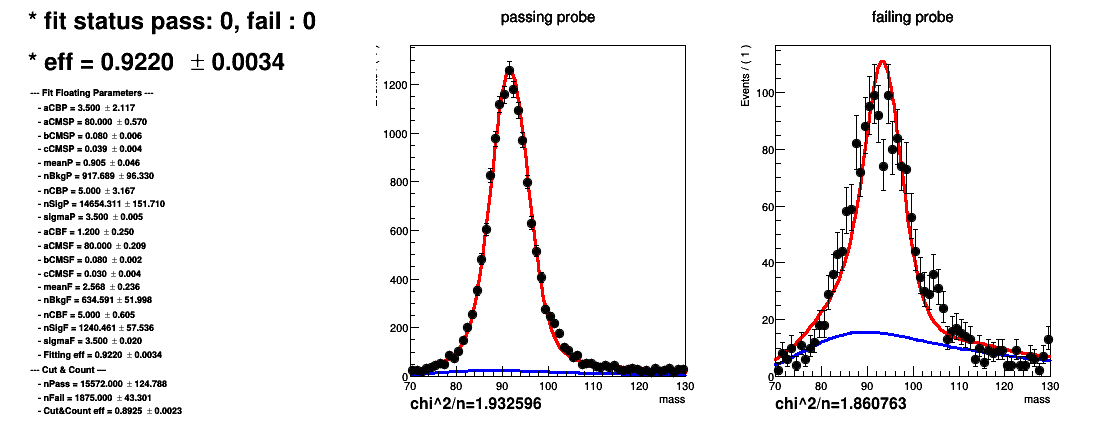 * fit status pass: 0, fail : 0
* eff = 0.9220 ± 0.0034
--- Fit Floating Parameters ---
- aCBP = 3.500 ± 2.117
- aCMSP = 80.000 ± 0.570
- bCMSP = 0.080 ± 0.006
- cCMSP = 0.039 ± 0.004
- meanP = 0.905 ± 0.046
- nBkgP = 917.689 ± 96.330
- nCBP = 5.000 ± 3.167
- nSigP = 14654.311 ± 151.710
- sigmaP = 3.500 ± 0.005
- aCBF = 1.200 ± 0.250
- aCMSF = 80.000 ± 0.209
- bCMSF = 0.080 ± 0.002
- cCMSF = 0.030 ± 0.004
- meanF = 2.568 ± 0.236
- nBkgF = 634.591 ± 51.998
- nCBF = 5.000 ± 0.605
- nSigF = 1240.461 ± 57.536
- sigmaF = 3.500 ± 0.020
- Fitting eff = 0.9220 ± 0.0034
--- Cut & Count ---
- nPass = 15572.000 ± 124.788
- nFail = 1875.000 ± 43.301
- Cut&Count eff = 0.8925 ± 0.0023
passing probe
1200
1000
800
600
400
200
0
70 80 90 100 110 120 130
mass
chi^2/n=1.932596
failing probe
Events / ( 1 )
100
80
60
40
20
0
70 80 90 100 110 120 130
mass
chi^2/n=1.860763